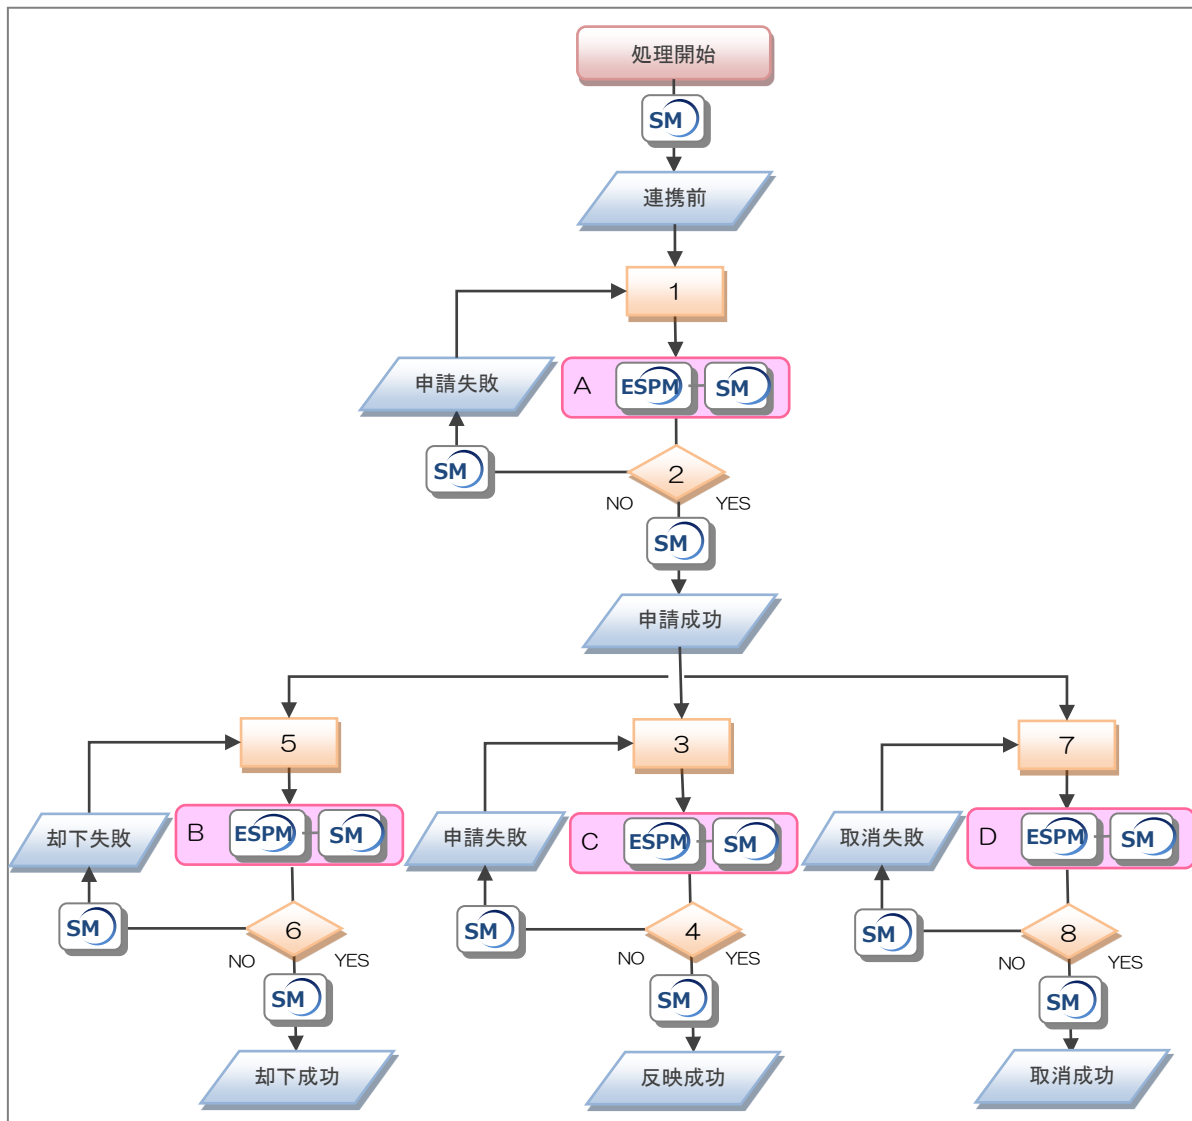 処理開始
SM
連携前
1
申請失敗
A ESPM SM
SM
2
NO YES
SM
申請成功
5
3
7
却下失敗
B ESPM SM
申請失敗
C ESPM SM
取消失敗
D ESPM SM
SM
6
NO YES
SM
4
NO YES
SM
8
NO YES
SM
SM
SM
却下成功
反映成功
取消成功